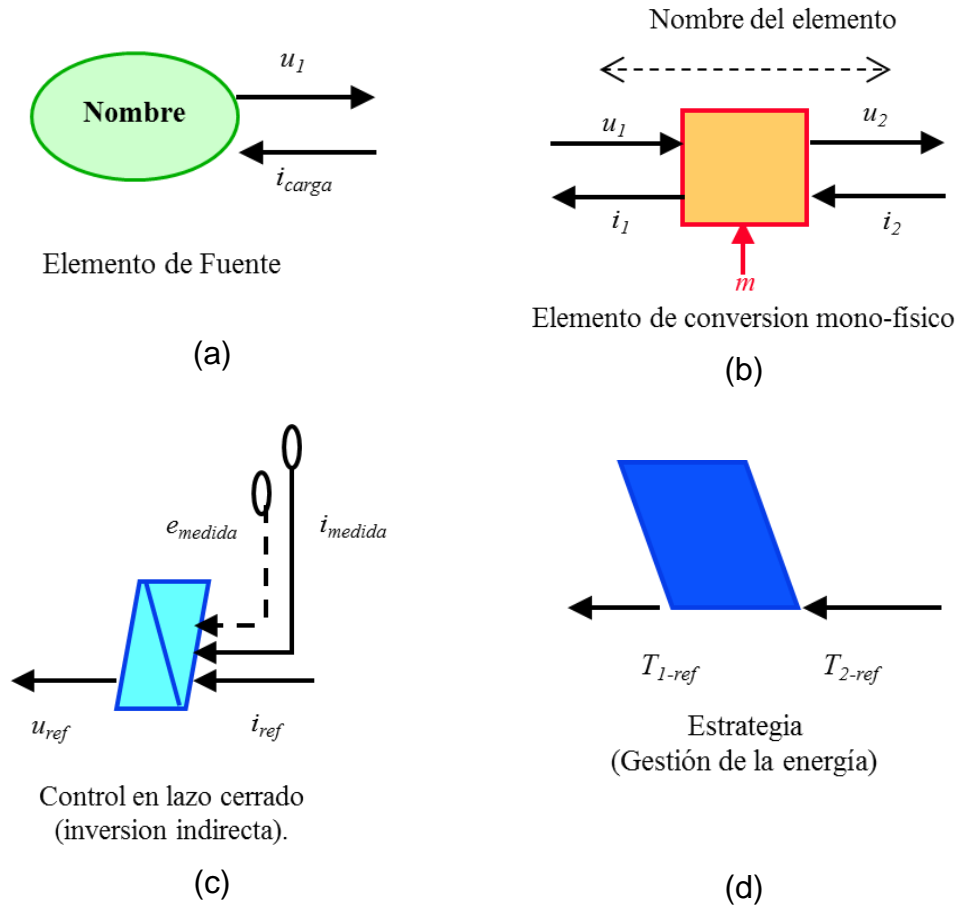 u1
Nombre
icarga
Elemento de Fuente
(a)
Nombre del elemento
u1
u2
i1
i2
m
Elemento de conversion mono-físico
(b)
emedida
imedida
uref
iref
Control en lazo cerrado
(inversion indirecta).
(c)
T1-ref
T2-ref
Estrategia
(Gestión de la energía)
(d)